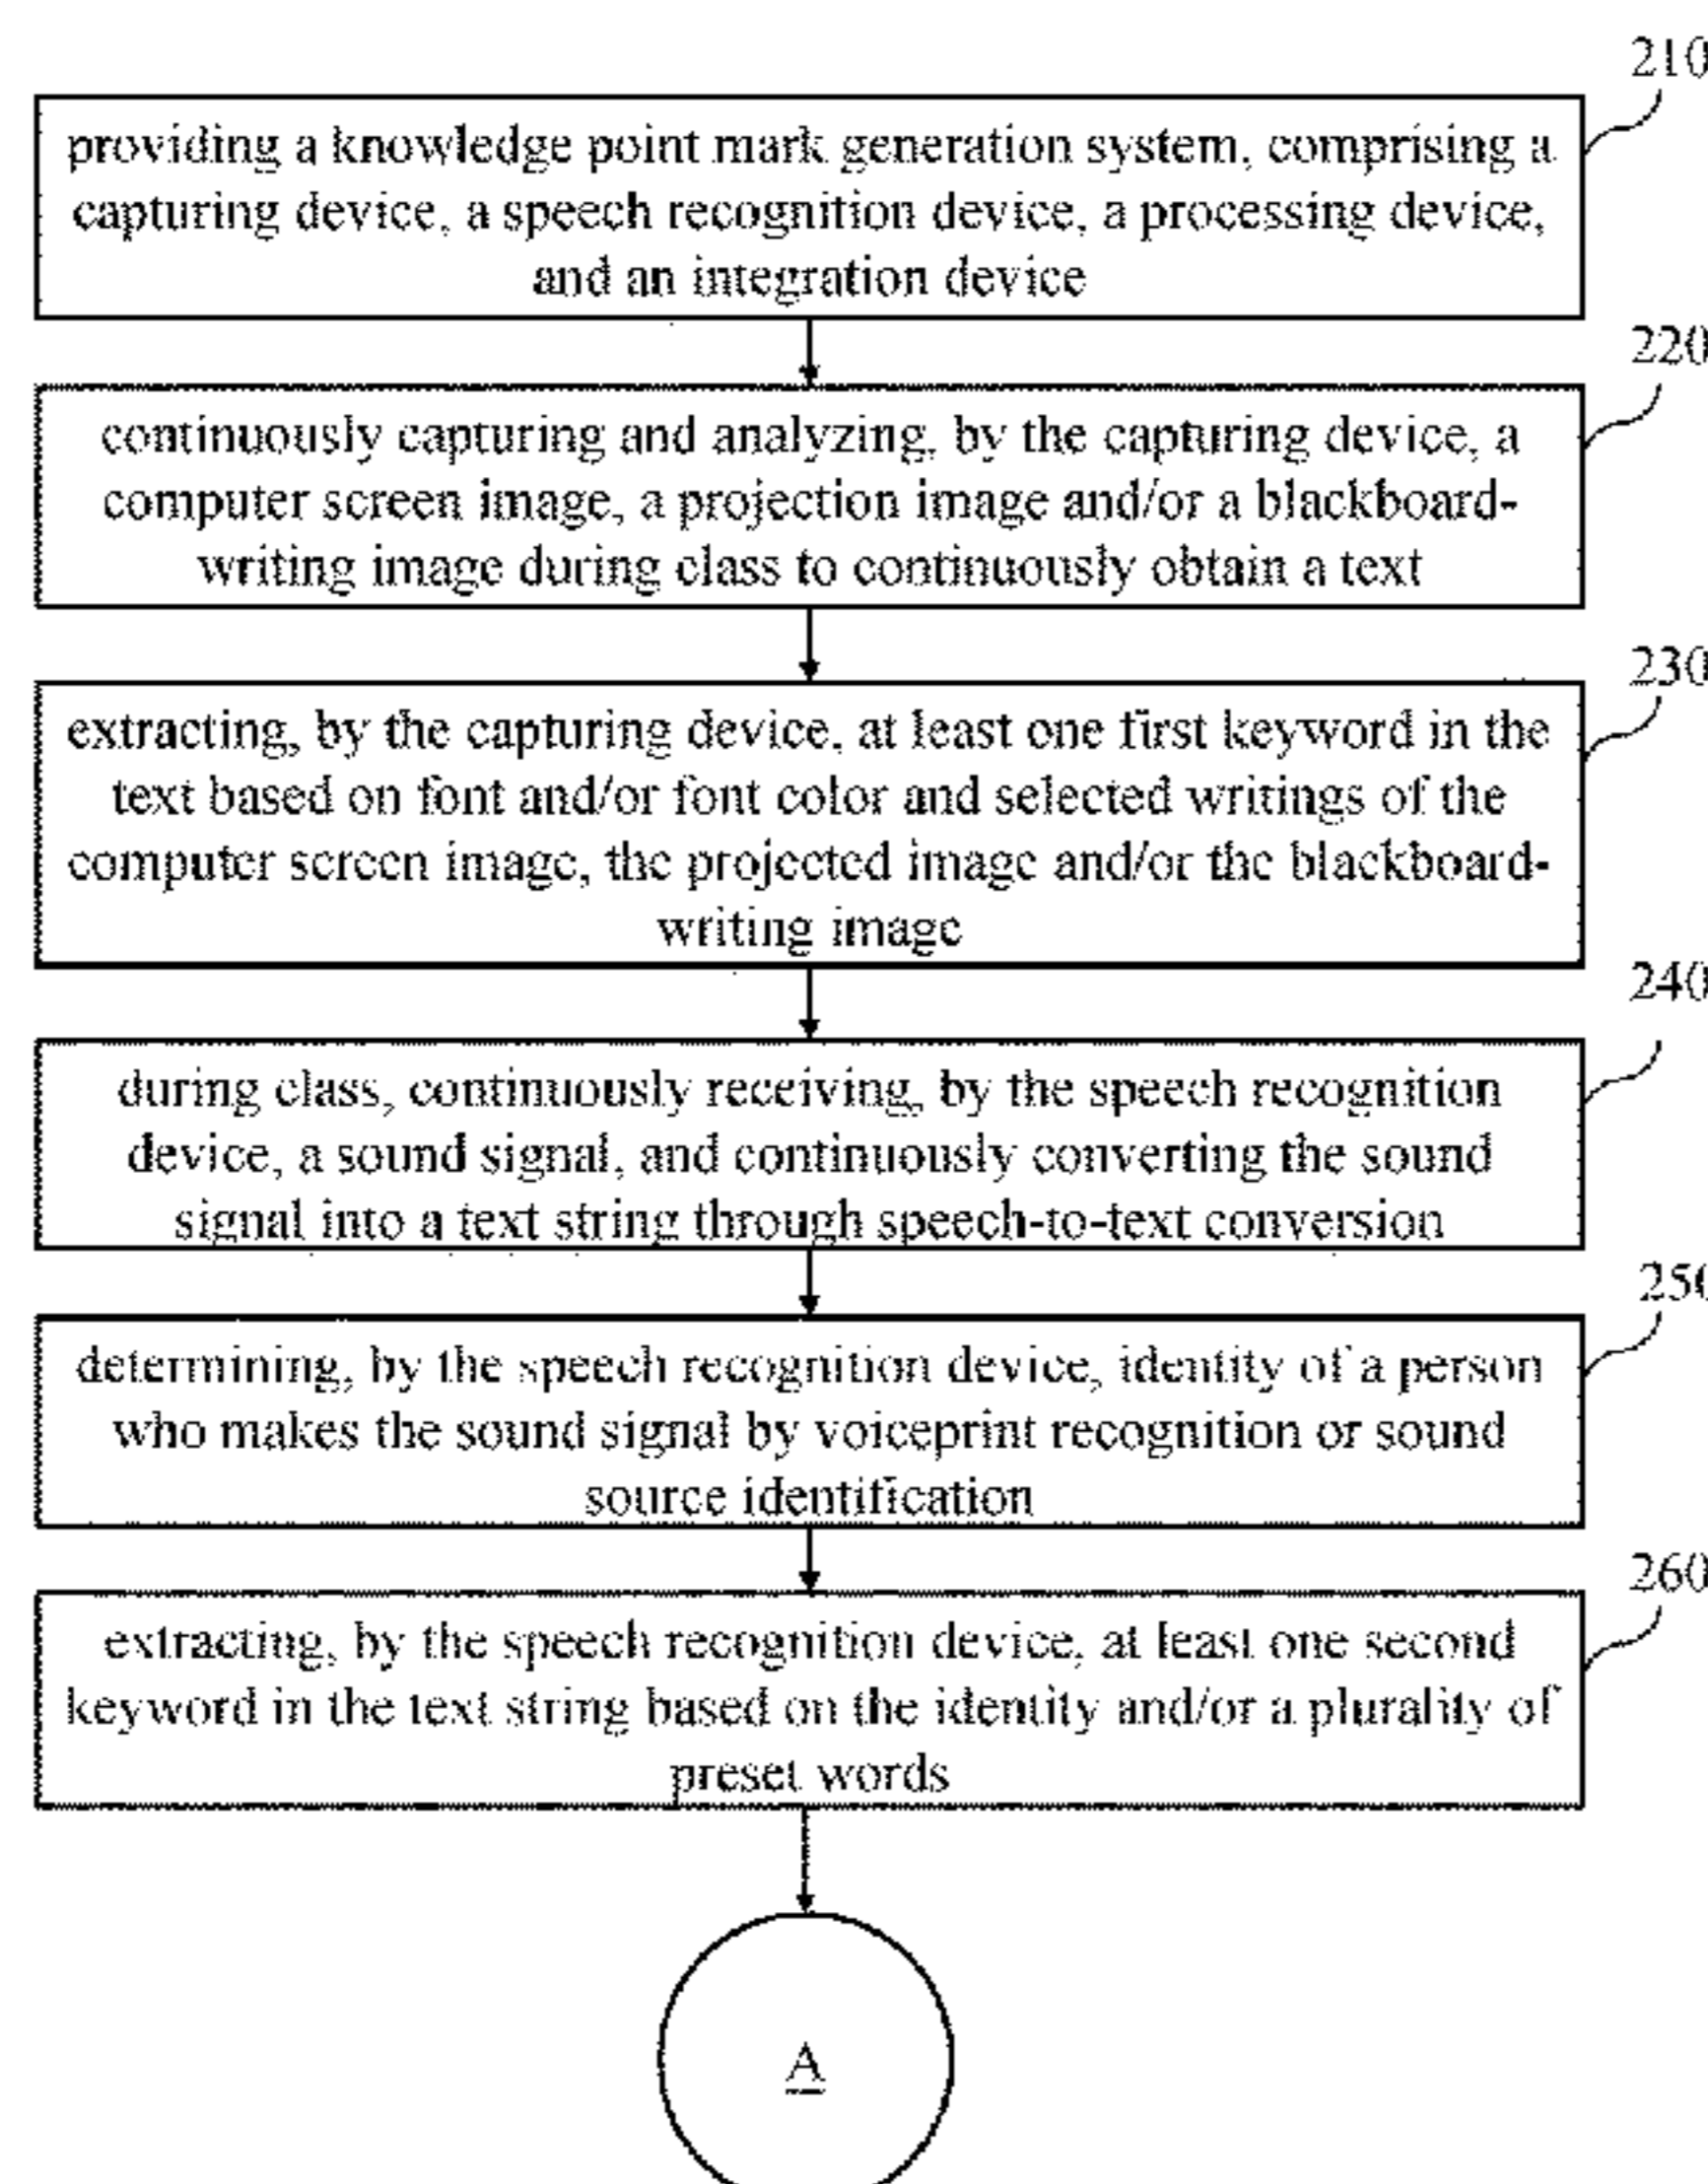 210
providing a knowledge point mark generation system, comprising a
capturing device, a speech recognition device, a processing device,
and an integration device
220
continuously capturing and analyzing, by the capturing device, a
computer screen image, a projection image and/or a blackboard-
writing image during class to continuously obtain a text
230
extracting, by the capturing device, at least one first keyword in the
text based on font and/or font color and selected writings of the
computer screen image, the projected image and/or the blackboard-
writing image
240
during class, continuously receiving, by the speech recognition
device, a sound signal, and continuously converting the sound
signal into a text string through speech-to-text conversion
250
determining, by the speech recognition device, identity of a person
who makes the sound signal by voiceprint recognition or sound
source identification
260
extracting, by the speech recognition device, at least one second
keyword in the text string based on the identity and/or a plurality of
preset words
A